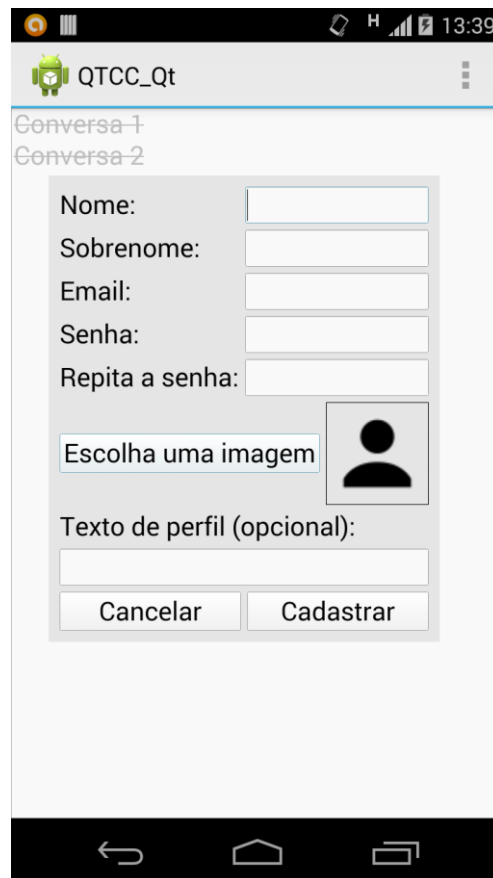 H 13:39
QTCC_Qt
Conversa 1
Conversa 2
Nome:
Sobrenome:
Email:
Senha:
Repita a senha:
Escolha uma imagem
Texto de perfil (opcional):
Cancelar Cadastrar